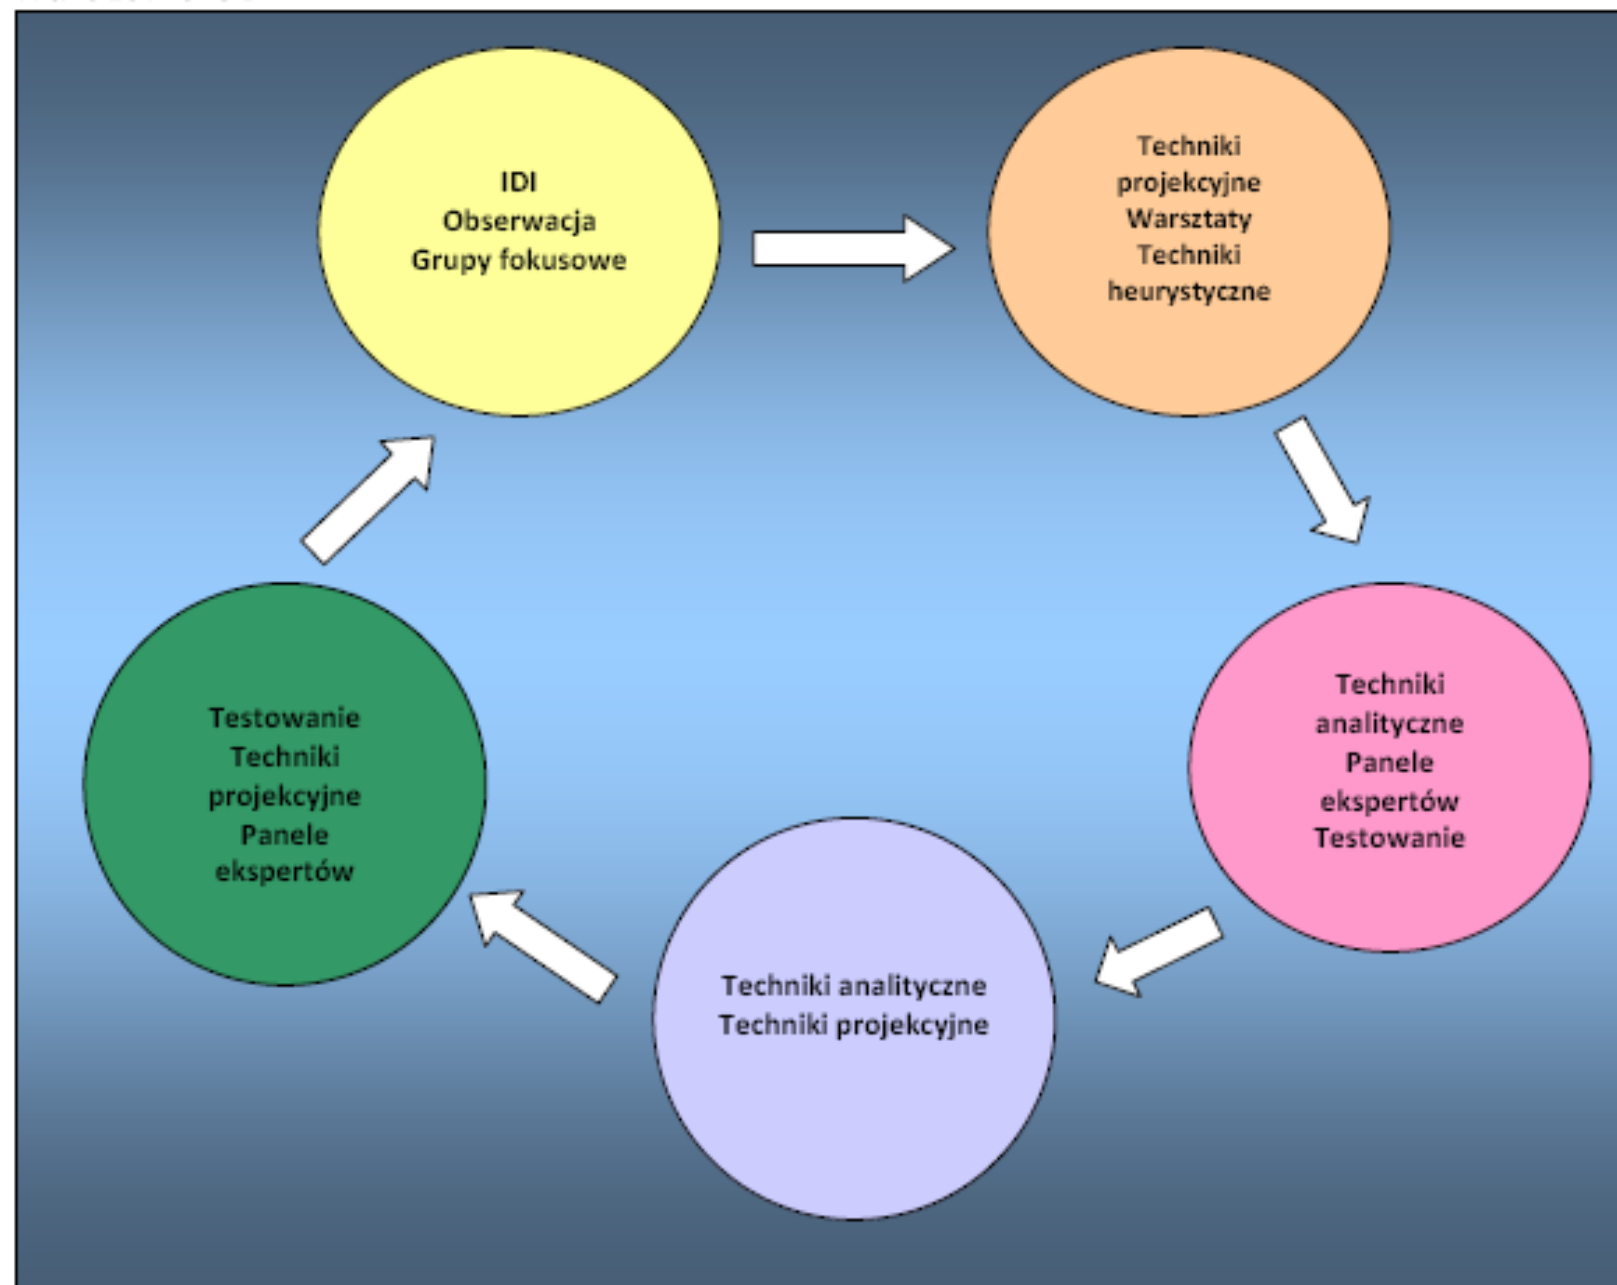 IDI
Obserwacja
Grupy fokusowe
Techniki
projekcyjne
Warsztaty
Techniki
heurystyczne
Techniki
analityczne
Panele
ekspertów
Testowanie
Techniki analityczne
Techniki projekcyjne
Testowanie
Techniki
projekcyjne
Panele
ekspertów